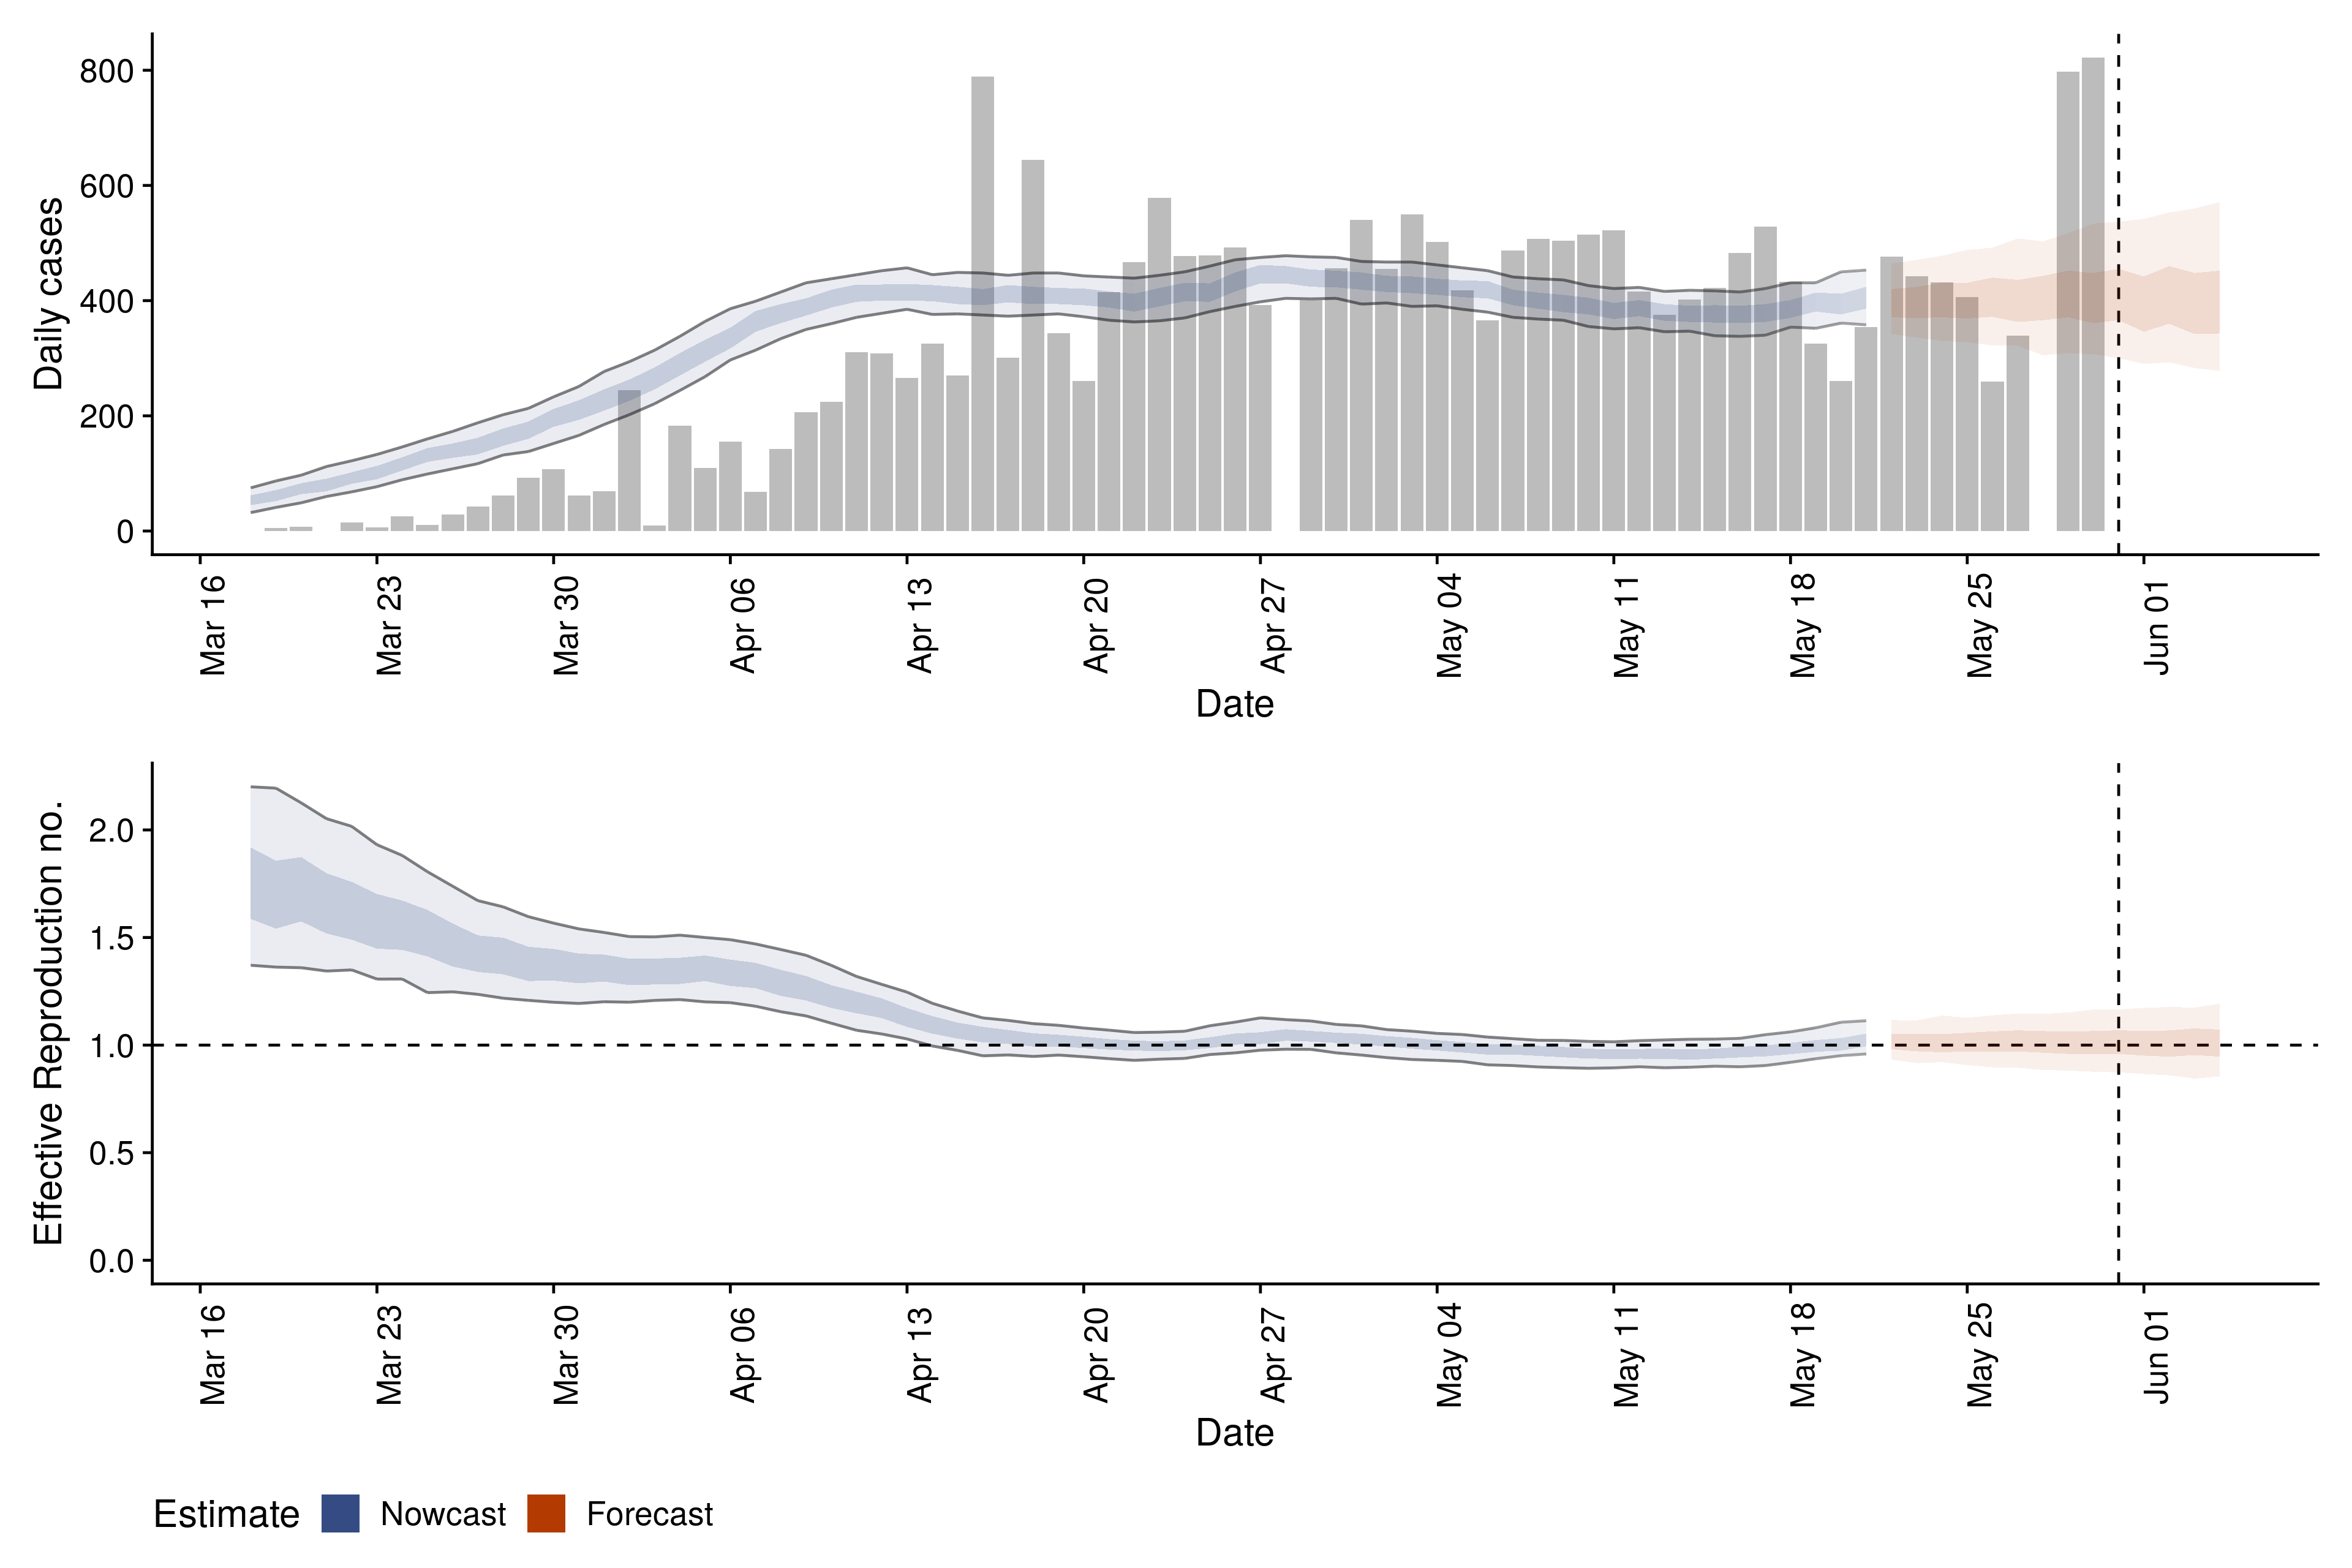 Daily cases
800
600
400
200
0
Mar 16
Mar 23
Mar 30
Apr 06
Apr 13
Apr 20
Apr 27
May 04
May 11
May 18
May 25
Jun 01
Date
Effective Reproduction no.
2.0
1.5
1.0
0.5
0.0
Mar 16
Mar 23
Mar 30
Apr 06
Apr 13
Apr 20
Apr 27
May 04
May 11
May 18
May 25
Jun 01
Date
Estimate Nowcast Forecast